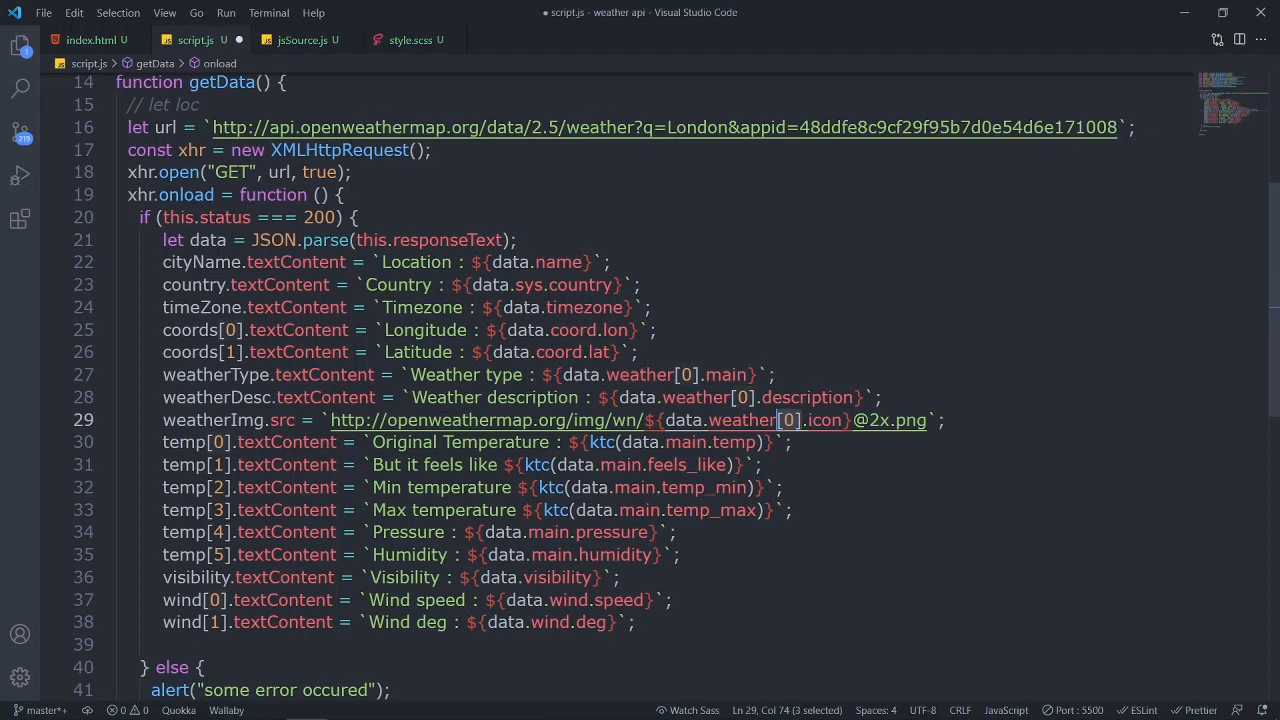 File Edit Selection View Go Run Terminal Help
● script.js - weather api - Visual Studio Code
index.html U script.js U jsSource.js U style.scss U
script.js > getData > onload
14 function getData() {
15 // let loc
16 let url = `http://api.openweathermap.org/data/2.5/weather?q=London&appid=48ddfe8c9cf29f95b7d0e54d6e171008`;
17 const xhr = new XMLHttpRequest();
18 xhr.open("GET", url, true);
19 xhr.onload = function () {
20 if (this.status === 200) {
21 let data = JSON.parse(this.responseText);
22 cityName.textContent = `Location : ${data.name}`;
23 country.textContent = `Country : ${data.sys.country}`;
24 timeZone.textContent = `Timezone : ${data.timezone}`;
25 coords[0].textContent = `Longitude : ${data.coord.lon}`;
26 coords[1].textContent = `Latitude : ${data.coord.lat}`;
27 weatherType.textContent = `Weather type : ${data.weather[0].main}`;
28 weatherDesc.textContent = `Weather description : ${data.weather[0].description}`;
29 weatherImg.src = `http://openweathermap.org/img/wn/${data.weather[0].icon}@2x.png`;
30 temp[0].textContent = `Original Temperature : ${ktc(data.main.temp)}`;
31 temp[1].textContent = `But it feels like ${ktc(data.main.feels_like)}`;
32 temp[2].textContent = `Min temperature ${ktc(data.main.temp_min)}`;
33 temp[3].textContent = `Max temperature ${ktc(data.main.temp_max)}`;
34 temp[4].textContent = `Pressure : ${data.main.pressure}`;
35 temp[5].textContent = `Humidity : ${data.main.humidity}`;
36 visibility.textContent = `Visibility : ${data.visibility}`;
37 wind[0].textContent = `Wind speed : ${data.wind.speed}`;
38 wind[1].textContent = `Wind deg : ${data.wind.deg}`;
39
40 } else {
41 alert("some error occured");
1
219
master*+ 0 0 Quokka Wallaby Watch Sass Ln 29, Col 74 (3 selected) Spaces: 4 UTF-8 CRLF JavaScript Port : 5500 ESLint Prettier